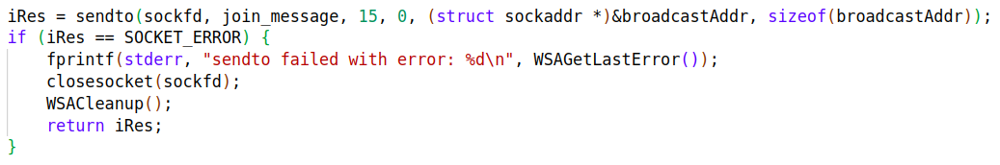 iRes = sendto(sockfd, join_message, 15, 0, (struct sockaddr *)&broadcastAddr, sizeof(broadcastAddr));
if (iRes == SOCKET_ERROR) {
    fprintf(stderr, "sendto failed with error: %d\n", WSAGetLastError());
    closesocket(sockfd);
    WSACleanup();
    return iRes;
}